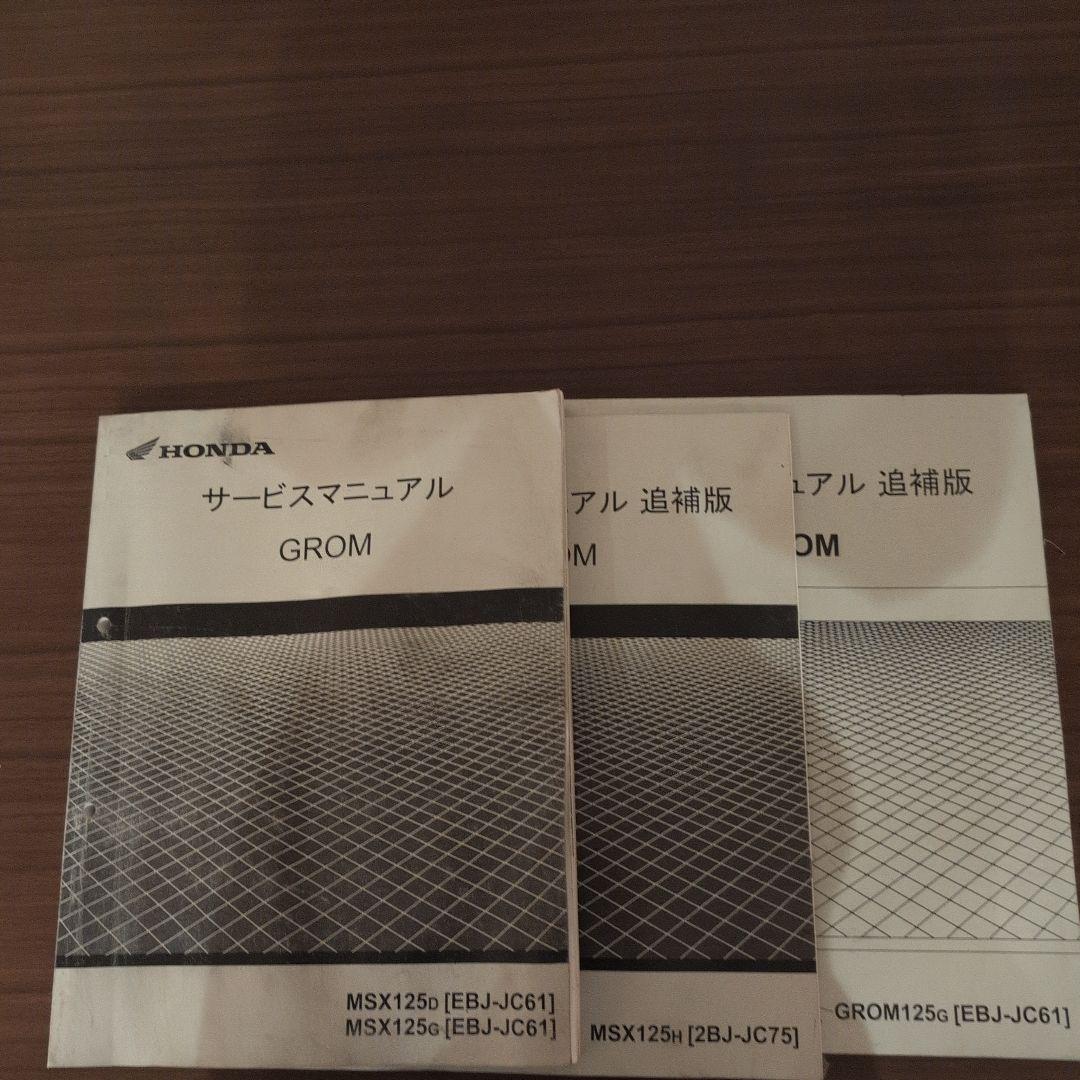 HONDA
サービスマニュアル
GROM
MSX125D [EBJ-JC61]
MSX125G [EBJ-JC61]
アル 追補版
OM
MSX125H [2BJ-JC75]
ュアル 追補版
OM
GROM125G [EBJ-JC61]